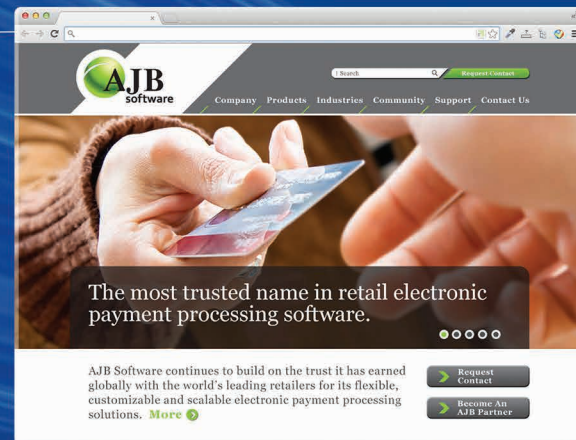 AJB
software
Search
Request Contact
Company Products Industries Community Support Contact Us
The most trusted name in retail electronic
payment processing software.
AJB Software continues to build on the trust it has earned
globally with the world's leading retailers for its flexible,
customizable and scalable electronic payment processing
solutions. More
Request
Contact
Become An
AJB Partner